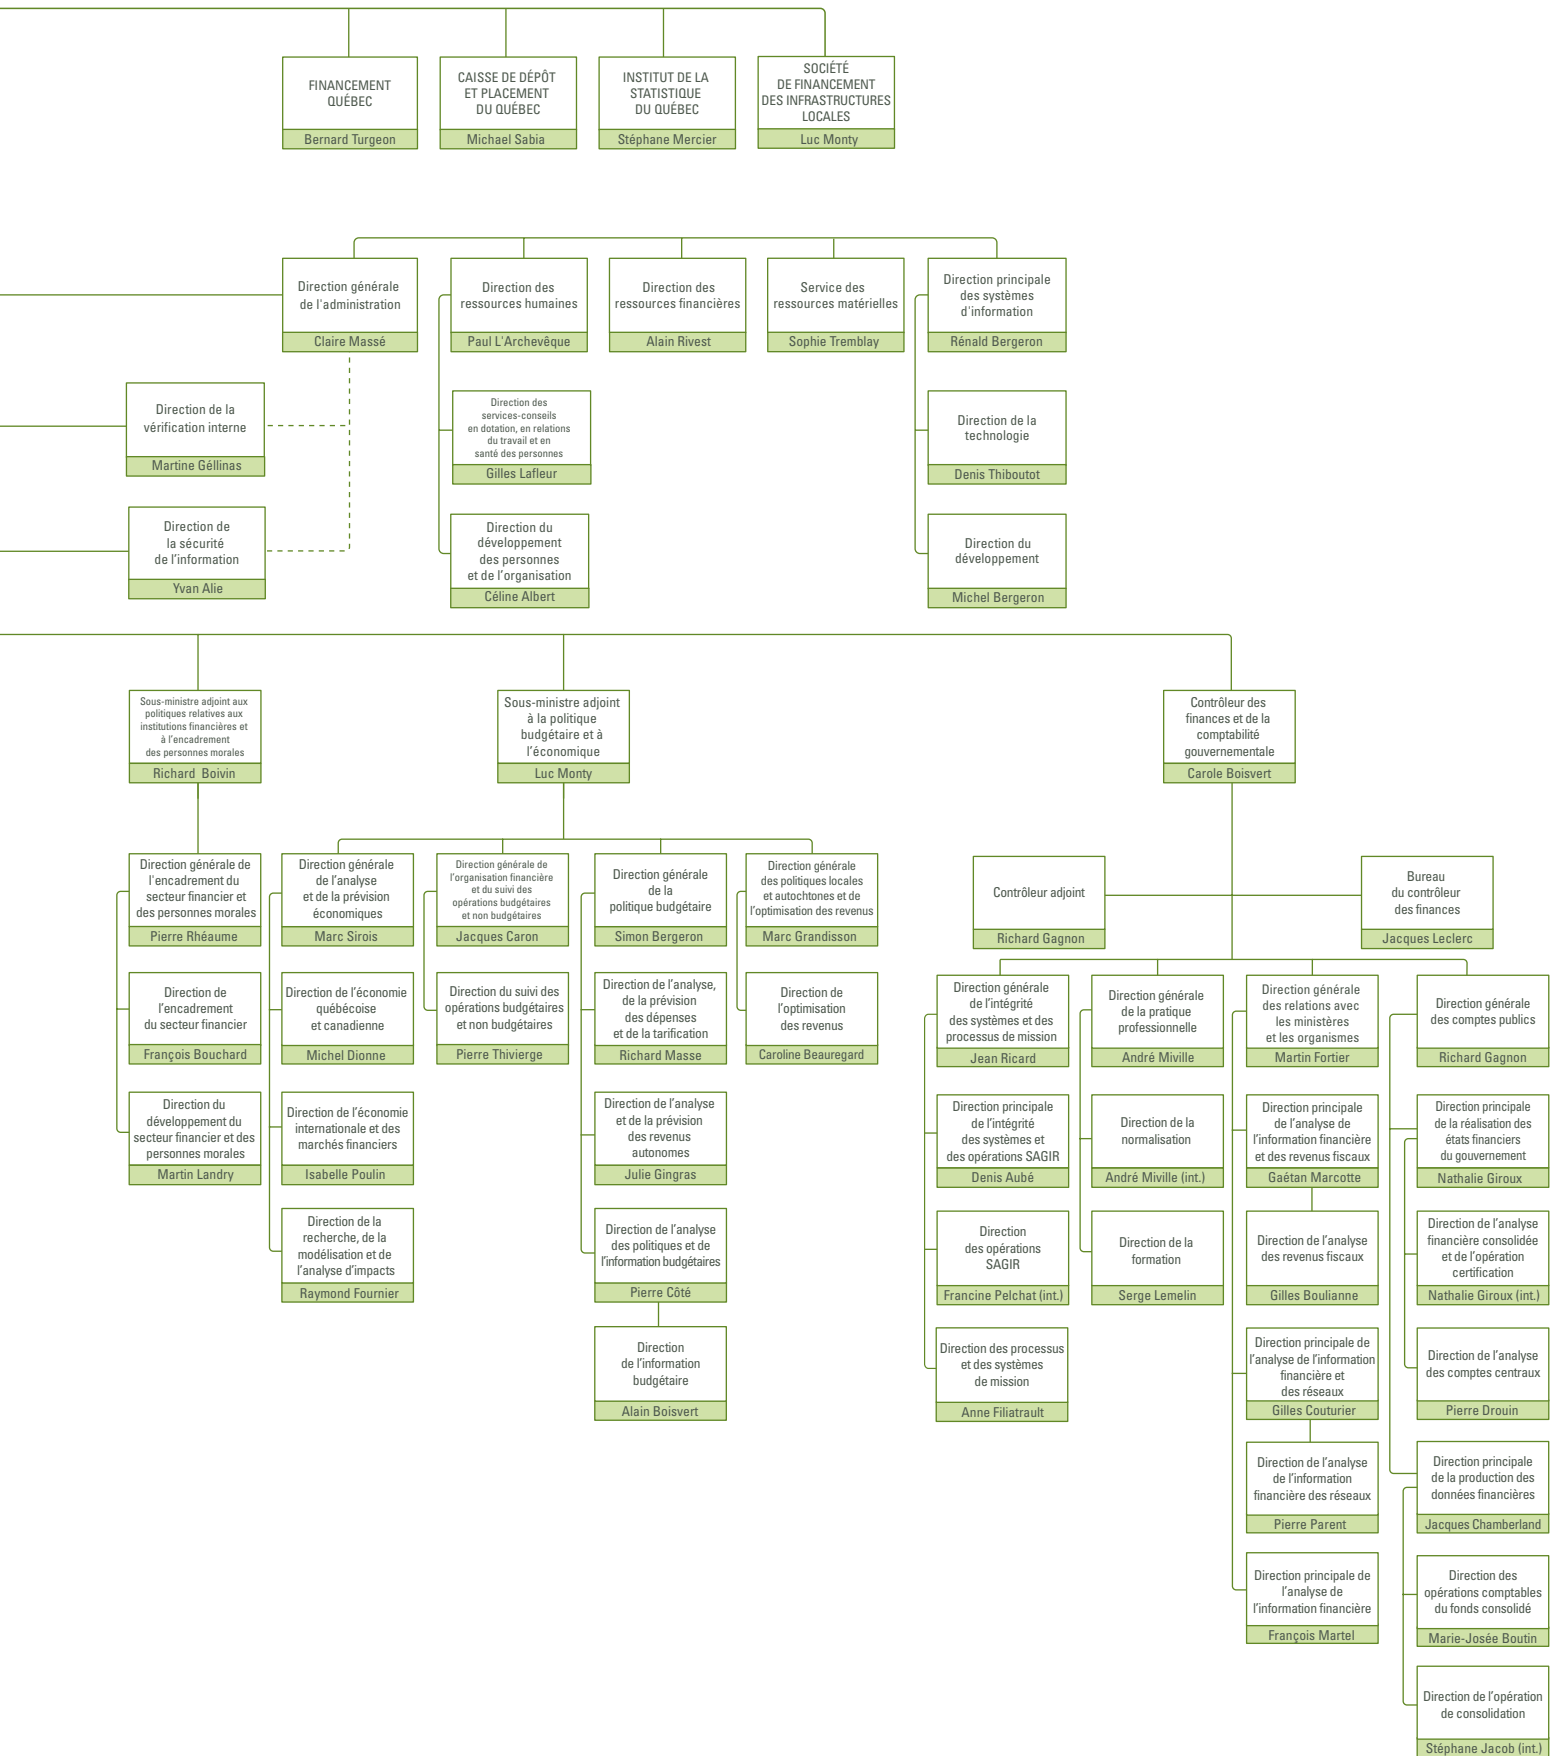 FINANCEMENT
QUÉBEC
Bernard Turgeon
CAISSE DE DÉPÔT
ET PLACEMENT
DU QUÉBEC
Michael Sabia
INSTITUT DE LA
STATISTIQUE
DU QUÉBEC
Stéphane Mercier
SOCIÉTÉ
DE FINANCEMENT
DES INFRASTRUCTURES
LOCALES
Luc Monty
Direction générale
de l'administration
Claire Massé
Direction des
ressources humaines
Paul L'Archevêque
Direction des
ressources financières
Alain Rivest
Service des
ressources matérielles
Sophie Tremblay
Direction principale
des systèmes
d'information
Rénald Bergeron
Direction de la
vérification interne
Martine Géllinas
Direction des
services-conseils
en dotation, en relations
du travail et en
santé des personnes
Gilles Lafleur
Direction de la
technologie
Denis Thiboutot
Direction de
la sécurité
de l'information
Yvan Alie
Direction du
développement
des personnes
et de l'organisation
Céline Albert
Direction du
développement
Michel Bergeron
Sous-ministre adjoint aux
politiques relatives aux
institutions financières et
à l'encadrement
des personnes morales
Richard Boivin
Sous-ministre adjoint
à la politique
budgétaire et à
l'économique
Luc Monty
Contrôleur des
finances et de la
comptabilité
gouvernementale
Carole Boisvert
Direction générale de
l'encadrement du
secteur financier et
des personnes morales
Pierre Rhéaume
Direction générale
de l'analyse
et de la prévision
économiques
Marc Sirois
Direction générale de
l'organisation financière
et du suivi des
opérations budgétaires
et non budgétaires
Jacques Caron
Direction générale
de la
politique budgétaire
Simon Bergeron
Direction générale
des politiques locales
et autochtones et de
l'optimisation des revenus
Marc Grandisson
Contrôleur adjoint
Richard Gagnon
Bureau
du contrôleur
des finances
Jacques Leclerc
Direction de
l'encadrement
du secteur financier
François Bouchard
Direction de l'économie
québécoise
et canadienne
Michel Dionne
Direction du suivi des
opérations budgétaires
et non budgétaires
Pierre Thivierge
Direction de l'analyse,
de la prévision
des dépenses
et de la tarification
Richard Masse
Direction de
l'optimisation
des revenus
Caroline Beauregard
Direction générale
de l'intégrité
des systèmes et des
processus de mission
Jean Ricard
Direction générale
de la pratique
professionnelle
André Miville
Direction générale
des relations avec
les ministères
et les organismes
Martin Fortier
Direction générale
des comptes publics
Richard Gagnon
Direction du
développement du
secteur financier et des
personnes morales
Martin Landry
Direction de l'économie
internationale et des
marchés financiers
Isabelle Poulin
Direction de l'analyse
et de la prévision
des revenus
autonomes
Julie Gingras
Direction principale
de l'intégrité
des systèmes et
des opérations SAGIR
Denis Aubé
Direction de la
normalisation
André Miville (int.)
Direction principale
de l'analyse de
l'information financière
et des revenus fiscaux
Gaétan Marcotte
Direction principale
de la réalisation des
états financiers
du gouvernement
Nathalie Giroux
Direction de la
recherche, de la
modélisation et de
l'analyse d'impacts
Raymond Fournier
Direction de l'analyse
des politiques et de
l'information budgétaires
Pierre Côté
Direction
des opérations
SAGIR
Francine Pelchat (int.)
Direction de la
formation
Serge Lemelin
Direction de l'analyse
des revenus fiscaux
Gilles Boulianne
Direction de l'analyse
financière consolidée
et de l'opération
certification
Nathalie Giroux (int.)
Direction
de l'information
budgétaire
Alain Boisvert
Direction des processus
et des systèmes
de mission
Anne Filiatrault
Direction principale de
l'analyse de l'information
financière et
des réseaux
Gilles Couturier
Direction de l'analyse
des comptes centraux
Pierre Drouin
Direction de l'analyse
de l'information
financière des réseaux
Pierre Parent
Direction principale
de la production des
données financières
Jacques Chamberland
Direction principale de
l'analyse de
l'information financière
François Martel
Direction des
opérations comptables
du fonds consolidé
Marie-Josée Boutin
Direction de l'opération
de consolidation
Stéphane Jacob (int.)